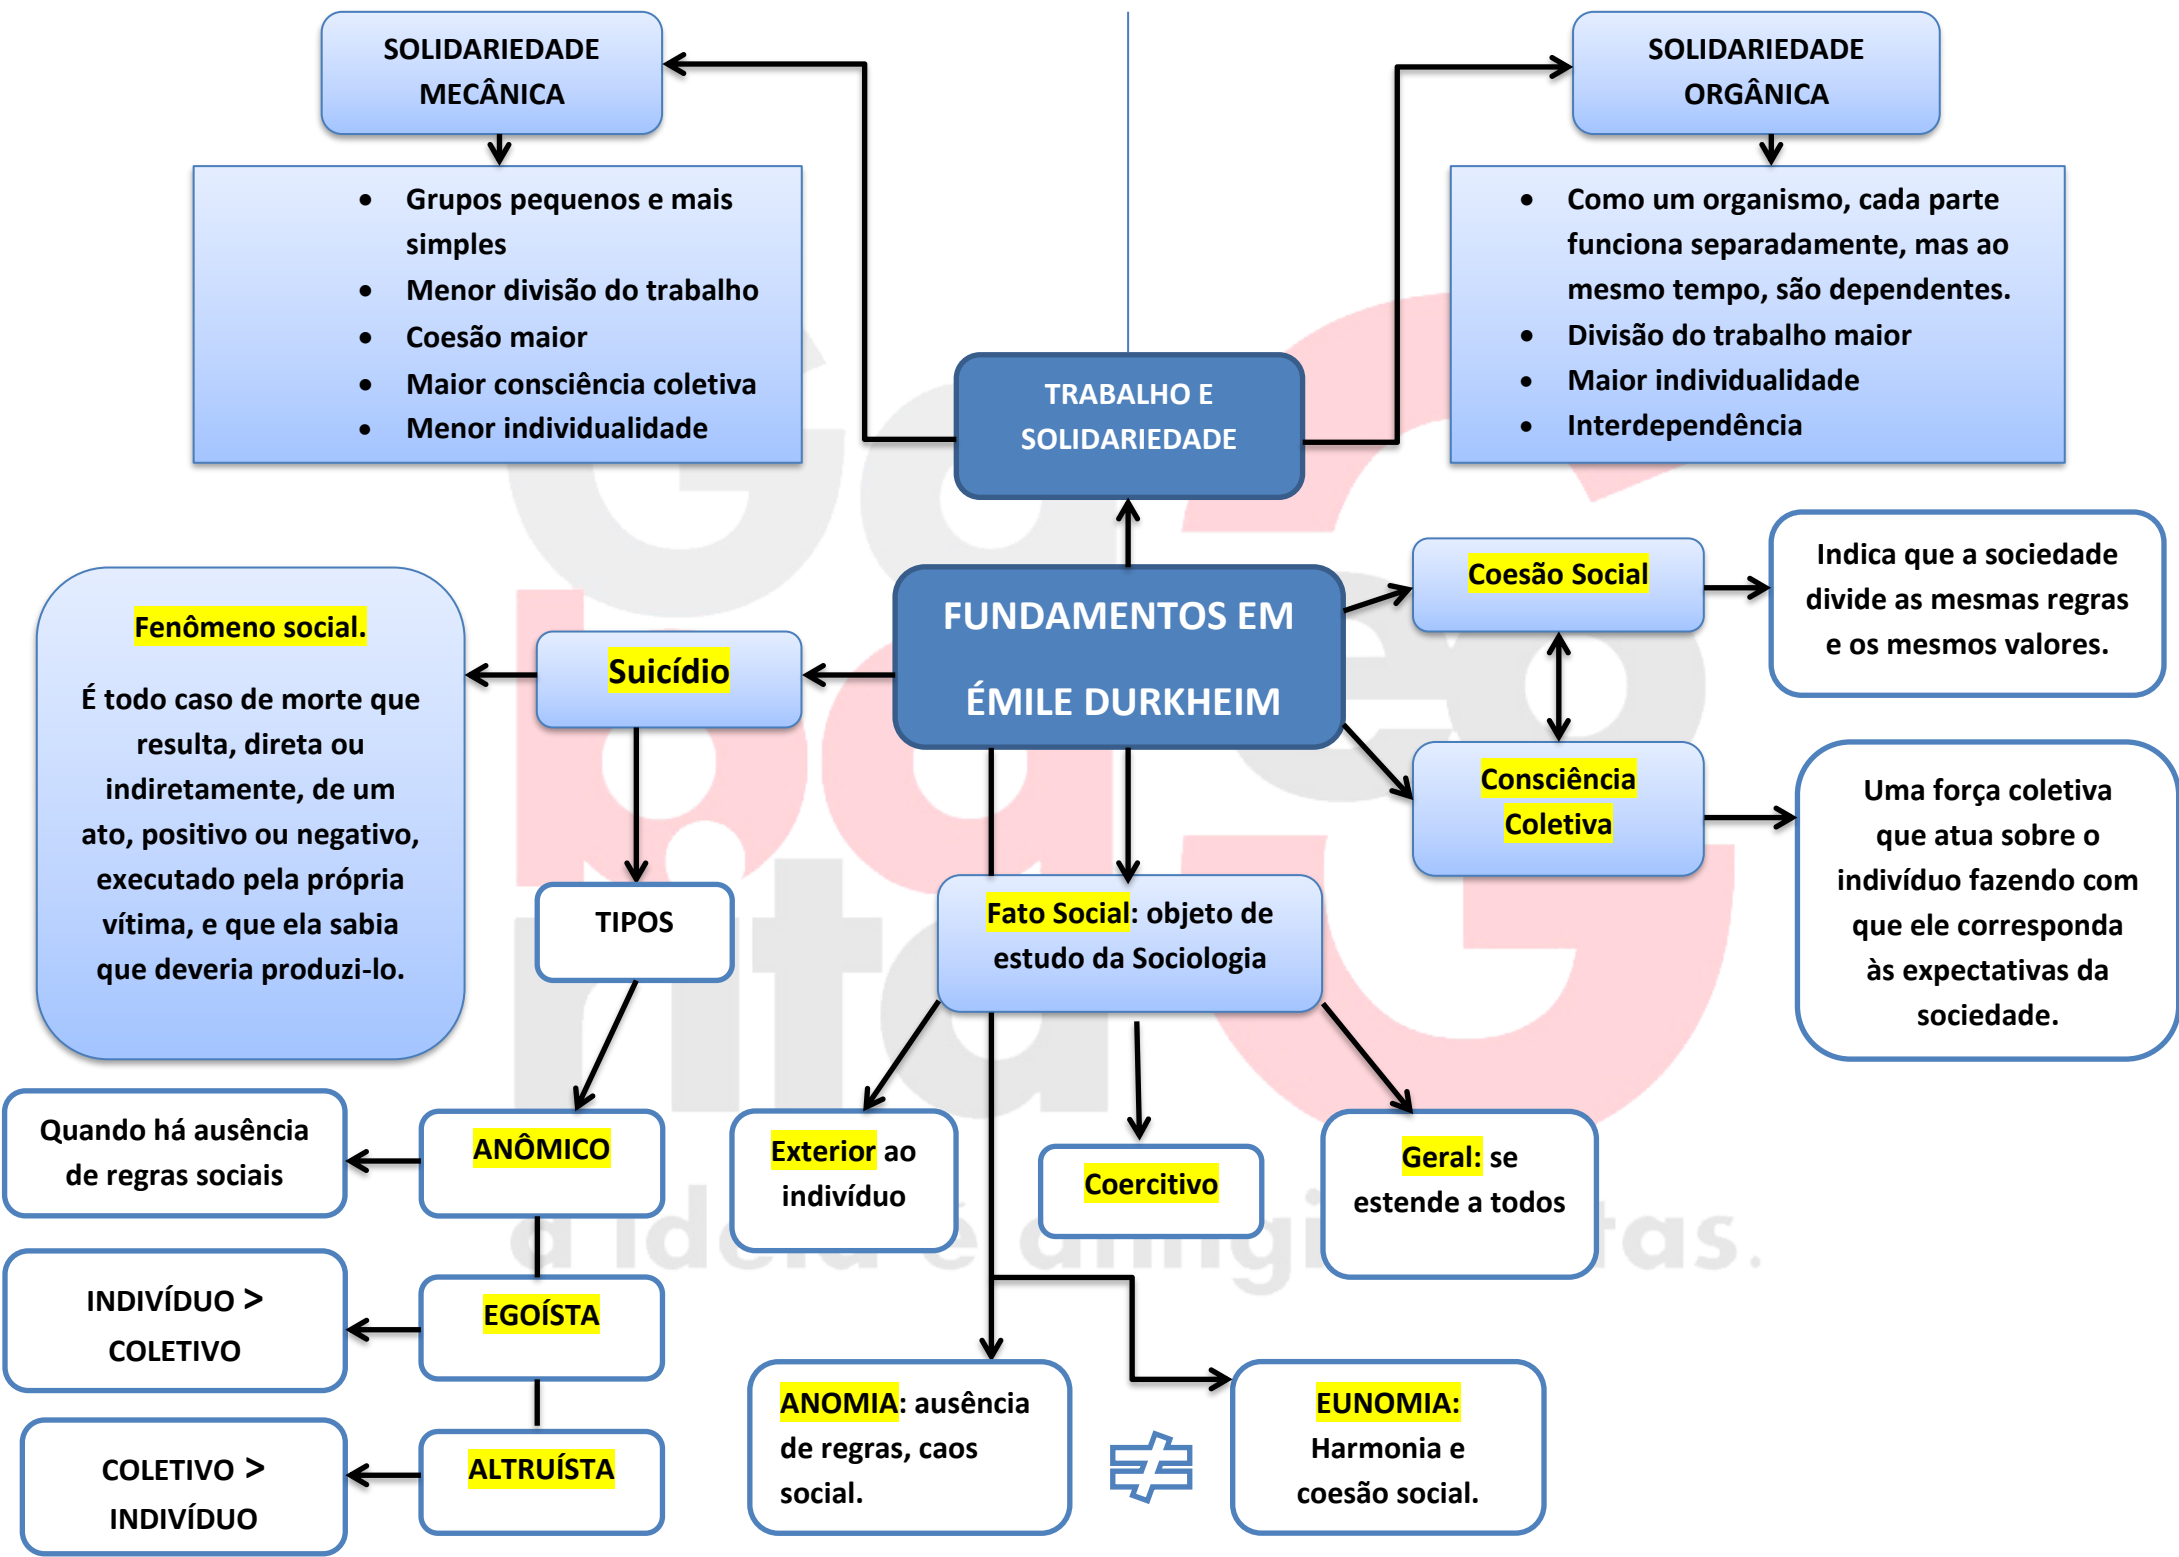 SOLIDARIEDADE
MECÂNICA
SOLIDARIEDADE
ORGÂNICA
• Grupos pequenos e mais
simples
• Menor divisão do trabalho
• Coesão maior
• Maior consciência coletiva
• Menor individualidade
• Como um organismo, cada parte
funciona separadamente, mas ao
mesmo tempo, são dependentes.
• Divisão do trabalho maior
• Maior individualidade
• Interdependência
TRABALHO E
SOLIDARIEDADE
FUNDAMENTOS EM
ÉMILE DURKHEIM
Coesão Social
Indica que a sociedade
divide as mesmas regras
e os mesmos valores.
Consciência
Coletiva
Uma força coletiva
que atua sobre o
indivíduo fazendo com
que ele corresponda
às expectativas da
sociedade.
Suicídio
Fenômeno social.
É todo caso de morte que
resulta, direta ou
indiretamente, de um
ato, positivo ou negativo,
executado pela própria
vítima, e que ela sabia
que deveria produzi-lo.
TIPOS
Fato Social: objeto de
estudo da Sociologia
Quando há ausência
de regras sociais
ANÔMICO
Exterior ao
indivíduo
Coercitivo
Geral: se
estende a todos
INDIVÍDUO >
COLETIVO
EGOÍSTA
COLETIVO >
INDIVÍDUO
ALTRUÍSTA
ANOMIA: ausência
de regras, caos
social.
≠
EUNOMIA:
Harmonia e
coesão social.